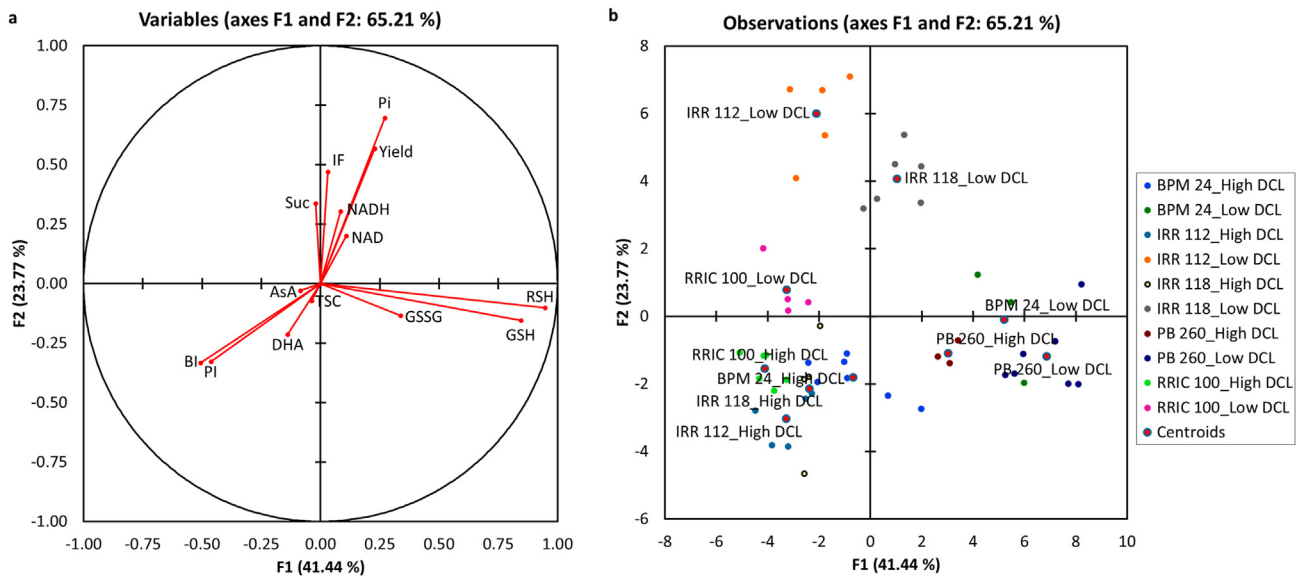 a
Variables (axes F1 and F2: 65.21 %)
1.00
0.75
0.50
0.25
0.00
-0.25
-0.50
-0.75
-1.00
F2 (23.77 %)
Pi
Yield
IF
Suc
NADH
NAD
AsA
TSC
RSH
GSSG
GSH
DHA
BI
PI
-1.00 -0.75 -0.50 -0.25 0.00 0.25 0.50 0.75 1.00
F1 (41.44 %)
b
Observations (axes F1 and F2: 65.21 %)
8
6
4
2
0
-2
-4
-6
F2 (23.77 %)
IRR 112_Low DCL
IRR 118_Low DCL
RRIC 100_Low DCL
BPM 24_Low DCL
PB 260_High DCL
PB 260_Low DCL
RRIC 100_High DCL
BPM 24_High DCL
IRR 118_High DCL
IRR 112_High DCL
-8 -6 -4 -2 0 2 4 6 8 10
F1 (41.44 %)
BPM 24_High DCL
BPM 24_Low DCL
IRR 112_High DCL
IRR 112_Low DCL
IRR 118_High DCL
IRR 118_Low DCL
PB 260_High DCL
PB 260_Low DCL
RRIC 100_High DCL
RRIC 100_Low DCL
Centroids